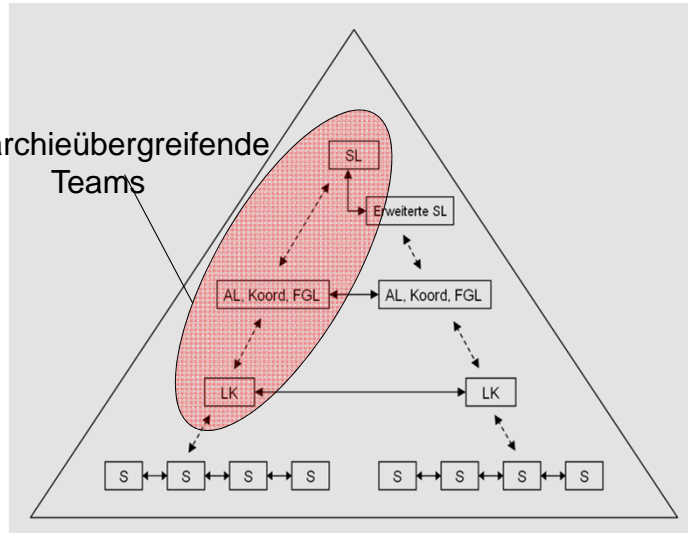 archieübergreifende
Teams
SL
Erweiterte SL
AL, Koord, FGL
AL, Koord, FGL
LK
LK
S S S S S S S S